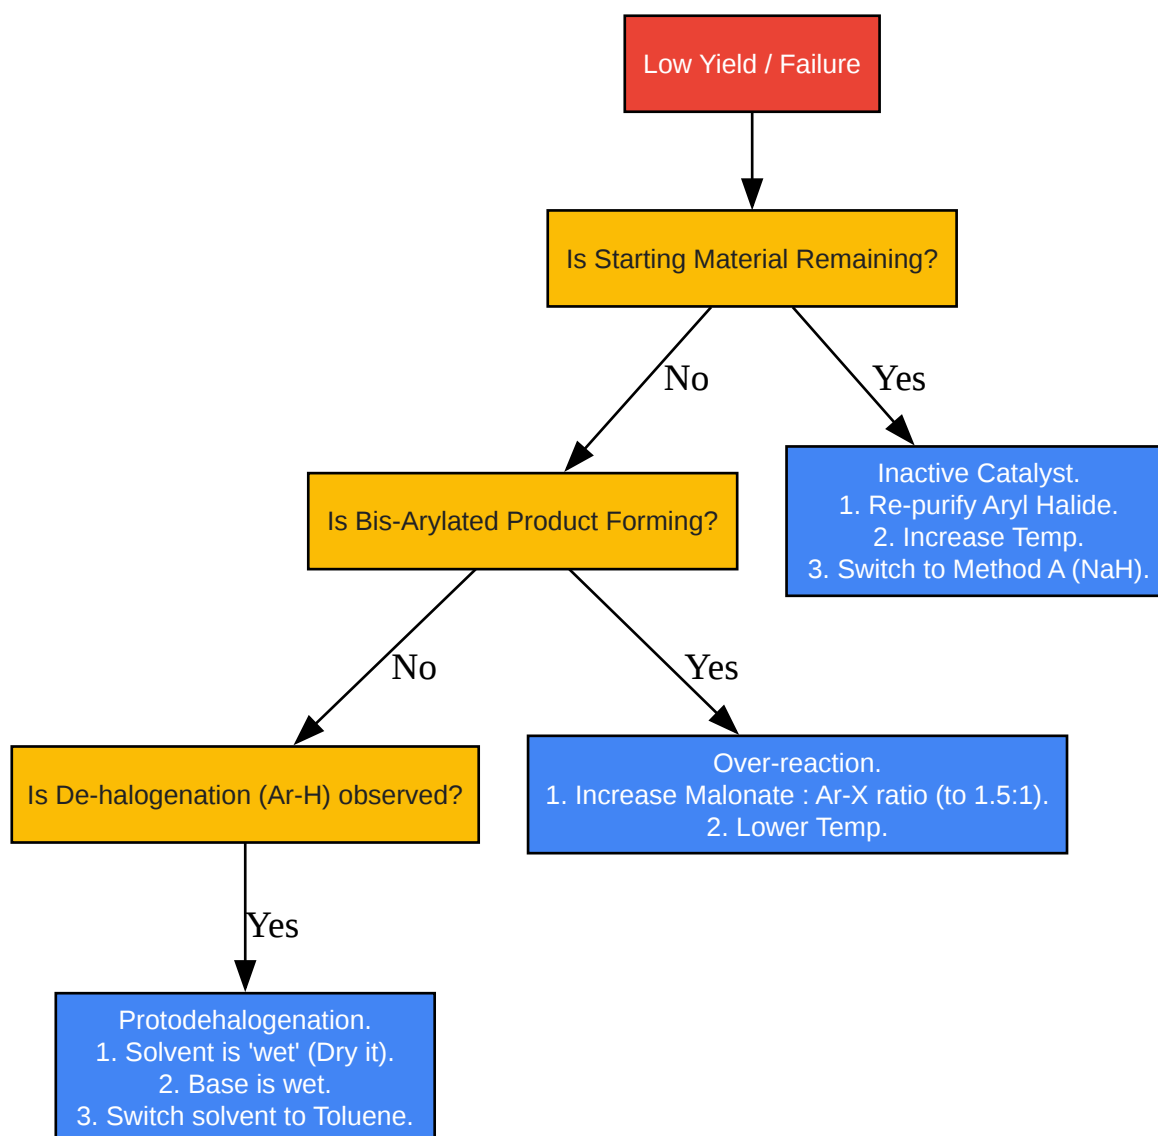 Low Yield / Failure
Is Starting Material Remaining?
No
Yes
Inactive Catalyst.
1. Re-purify Aryl Halide.
2. Increase Temp.
3. Switch to Method A (NaH).
Is Bis-Arylated Product Forming?
No
Yes
Over-reaction.
1. Increase Malonate : Ar-X ratio (to 1.5:1).
2. Lower Temp.
Is De-halogenation (Ar-H) observed?
Yes
Protodehalogenation.
1. Solvent is 'wet' (Dry it).
2. Base is wet.
3. Switch solvent to Toluene.